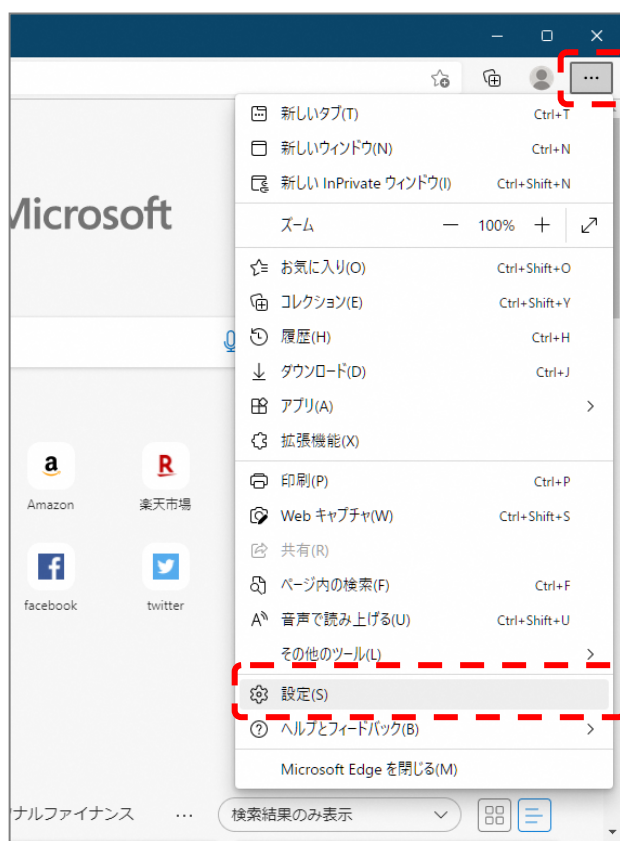 新しいタブ(T) Ctrl+T
新しいウィンドウ(N) Ctrl+N
新しい InPrivate ウィンドウ(I) Ctrl+Shift+N
Microsoft
ズーム 100%
お気に入り(O) Ctrl+Shift+O
コレクション(E) Ctrl+Shift+Y
履歴(H) Ctrl+H
ダウンロード(D) Ctrl+J
アプリ(A)
拡張機能(X)
印刷(P) Ctrl+P
Amazon 楽天市場
Web キャプチャ(W) Ctrl+Shift+S
共有(R)
ページ内の検索(F) Ctrl+F
facebook twitter
音声で読み上げる(U) Ctrl+Shift+U
その他のツール(L)
設定(S)
ヘルプとフィードバック(B)
Microsoft Edge を閉じる(M)
ナルファイナンス … 検索結果のみ表示